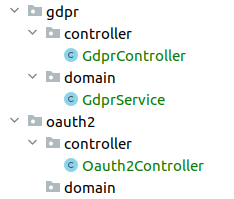 gdpr
controller
GdprController
domain
GdprService
oauth2
controller
Oauth2Controller
domain